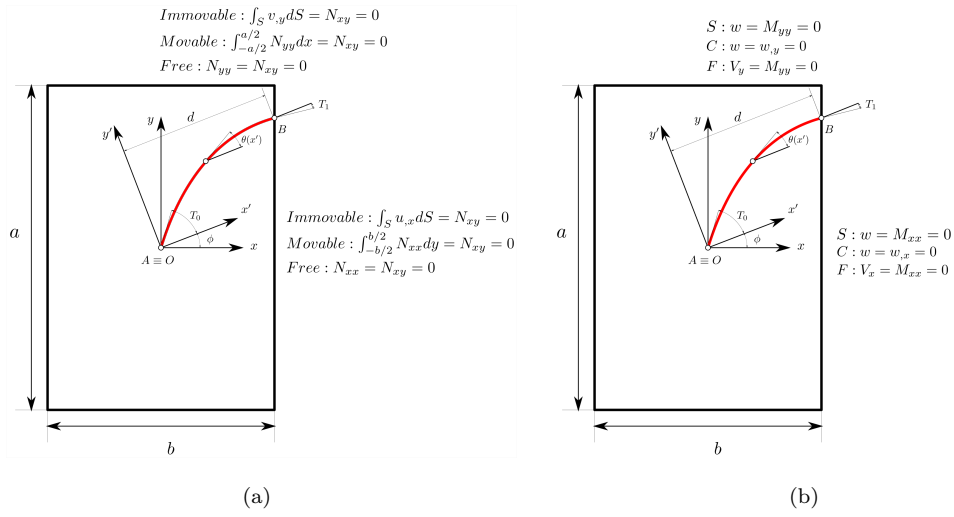 Immovable : ∫_S v_{,y}dS = N_{xy} = 0
Movable : ∫_{-a/2}^{a/2} N_{yy}dx = N_{xy} = 0
Free : N_{yy} = N_{xy} = 0
a
y′
y
d
T_1
B
θ(x′)
T_0
x′
ϕ
x
A ≡ O
Immovable : ∫_S u_{,x}dS = N_{xy} = 0
Movable : ∫_{-b/2}^{b/2} N_{xx}dy = N_{xy} = 0
Free : N_{xx} = N_{xy} = 0
b
(a)
S : w = M_{yy} = 0
C : w = w_{,y} = 0
F : V_y = M_{yy} = 0
a
y′
y
d
T_1
B
θ(x′)
T_0
x′
ϕ
x
A ≡ O
S : w = M_{xx} = 0
C : w = w_{,x} = 0
F : V_x = M_{xx} = 0
b
(b)